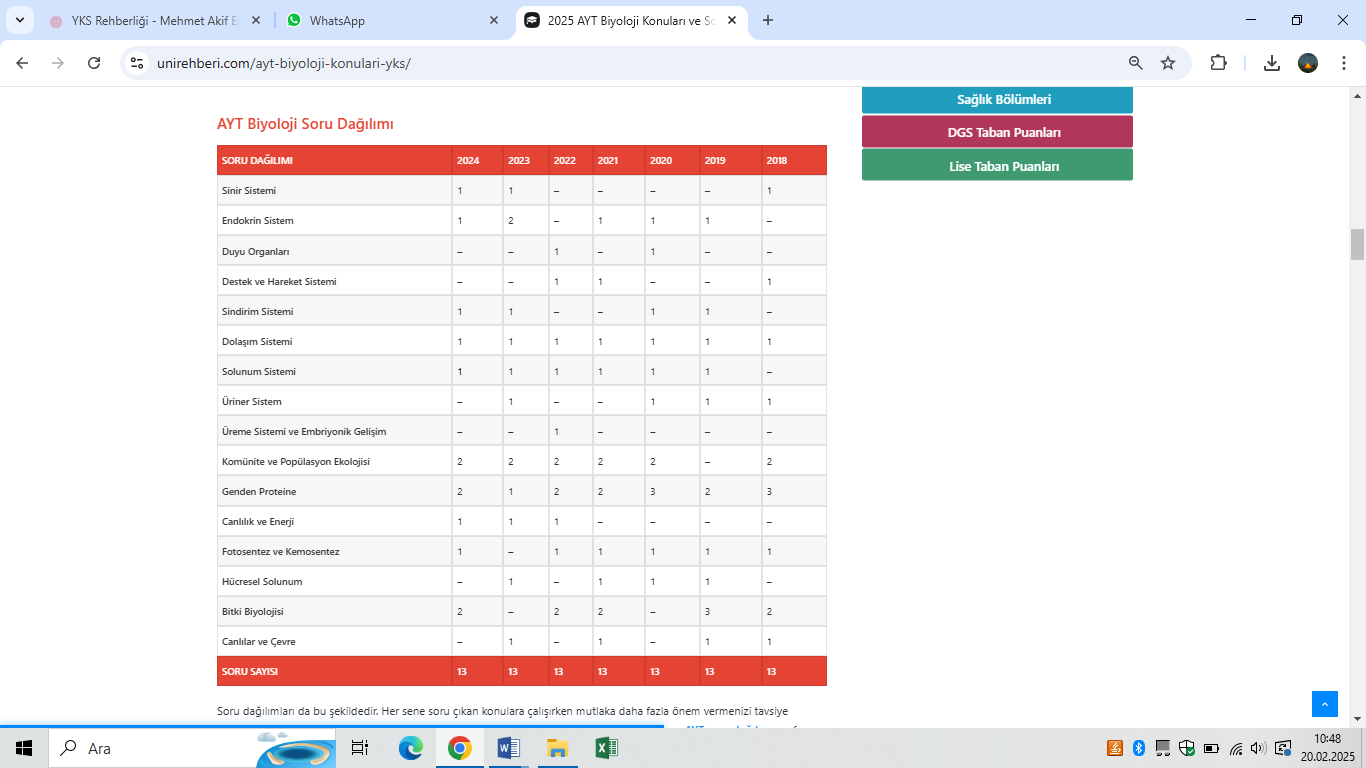 YKS Rehberliği - Mehmet Akif E
WhatsApp
2025 AYT Biyoloji Konuları ve So
unirehberi.com/ayt-biyoloji-konulari-yks/
Sağlık Bölümleri
DGS Taban Puanları
Lise Taban Puanları
AYT Biyoloji Soru Dağılımı
SORU DAĞILIMI 2024 2023 2022 2021 2020 2019 2018
Sinir Sistemi 1 1 – – – – 1
Endokrin Sistem 1 2 – 1 1 1 –
Duyu Organları – – 1 – 1 – –
Destek ve Hareket Sistemi – – 1 1 – – 1
Sindirim Sistemi 1 1 – – 1 1 –
Dolaşım Sistemi 1 1 1 1 1 1 1
Solunum Sistemi 1 1 1 1 1 1 –
Üriner Sistem – 1 – – 1 1 1
Üreme Sistemi ve Embriyonik Gelişim – – 1 – – – –
Komünite ve Popülasyon Ekolojisi 2 2 2 2 2 – 2
Genden Proteine 2 1 2 2 3 2 3
Canlılık ve Enerji 1 1 1 – – – –
Fotosentez ve Kemosentez 1 – 1 1 1 1 1
Hücresel Solunum – 1 – 1 1 1 –
Bitki Biyolojisi 2 – 2 2 – 3 2
Canlılar ve Çevre – 1 – 1 – 1 1
SORU SAYISI 13 13 13 13 13 13 13
Soru dağılımları da bu şekildedir. Her sene soru çıkan konulara çalışırken mutlaka daha fazla önem vermenizi tavsiye
Ara
10:48
20.02.2025